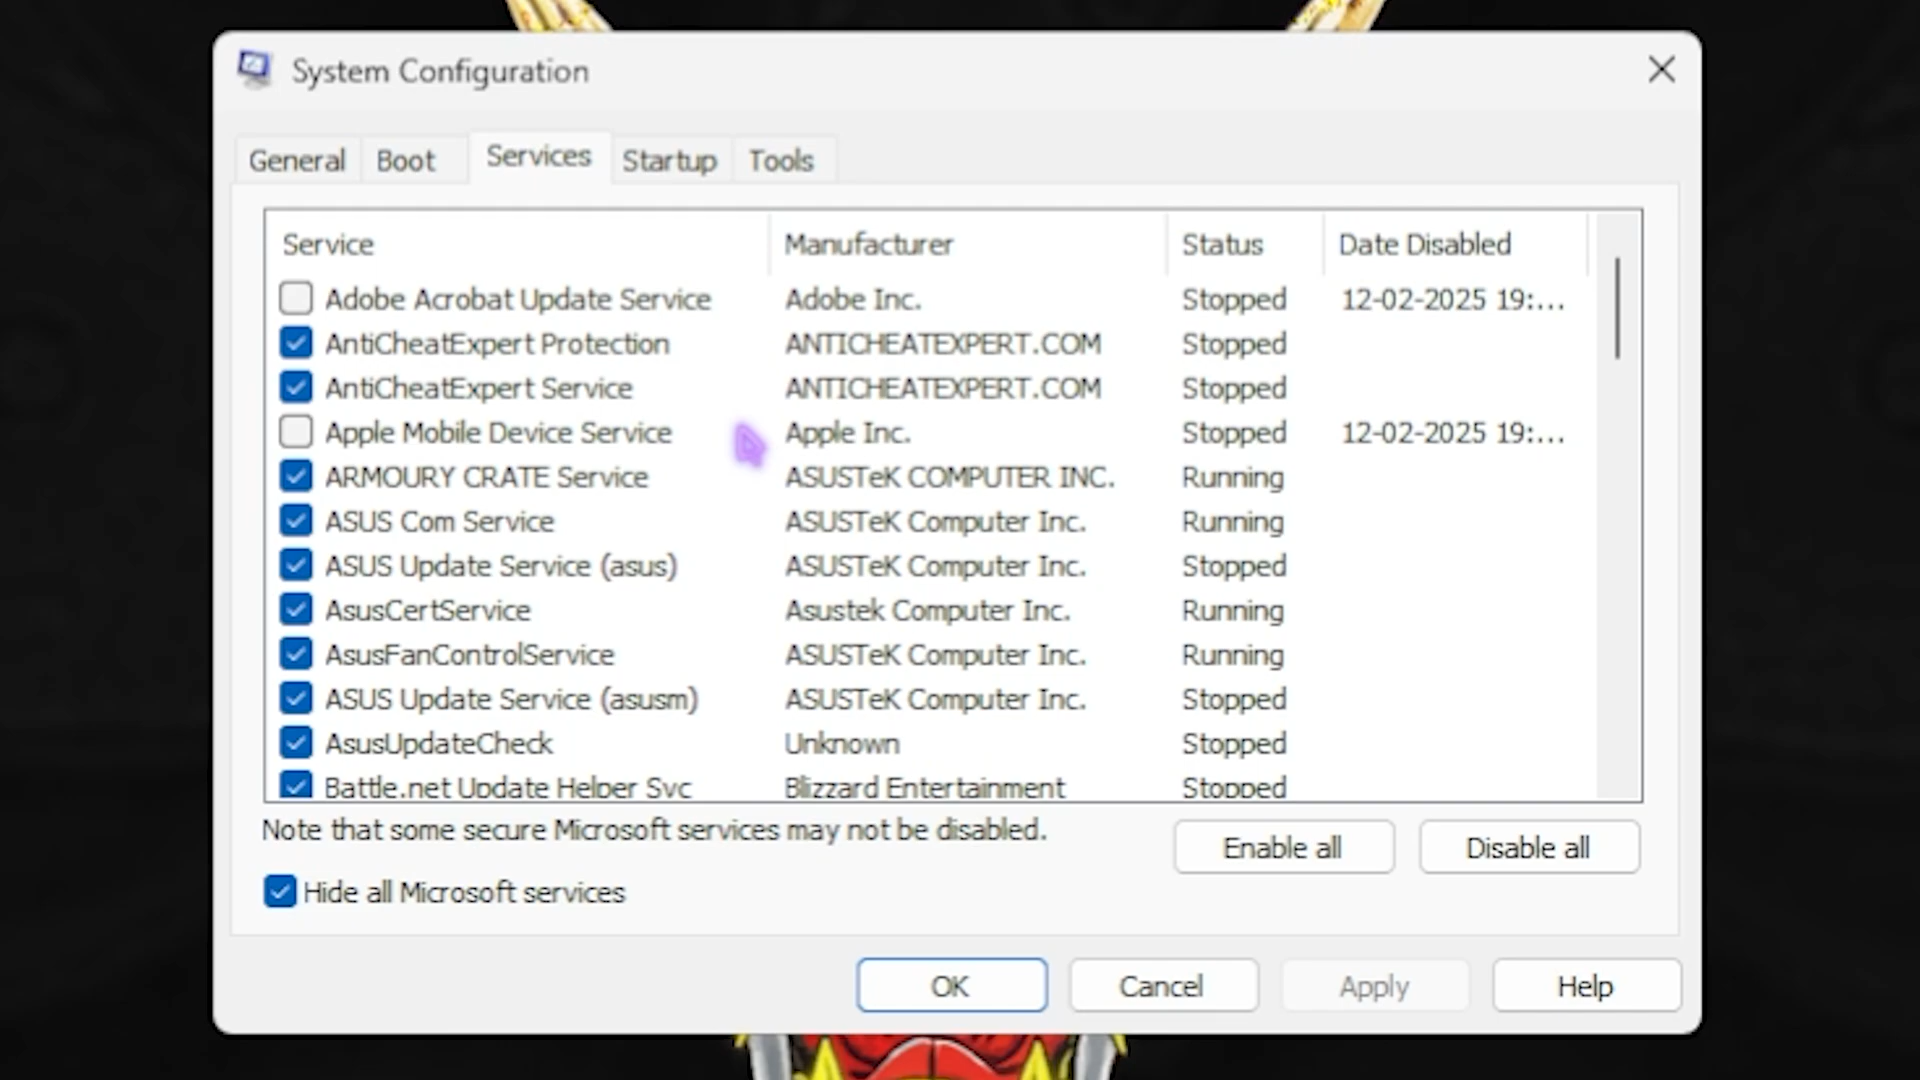 System Configuration
General Boot Services Startup Tools
Service Manufacturer Status Date Disabled
Adobe Acrobat Update Service Adobe Inc. Stopped 12-02-2025 19:...
AntiCheatExpert Protection ANTICHEATEXPERT.COM Stopped
AntiCheatExpert Service ANTICHEATEXPERT.COM Stopped
Apple Mobile Device Service Apple Inc. Stopped 12-02-2025 19:...
ARMOURY CRATE Service ASUSTeK COMPUTER INC. Running
ASUS Com Service ASUSTeK Computer Inc. Running
ASUS Update Service (asus) ASUSTeK Computer Inc. Stopped
AsusCertService Asustek Computer Inc. Running
AsusFanControlService ASUSTeK Computer Inc. Running
ASUS Update Service (asusm) ASUSTeK Computer Inc. Stopped
AsusUpdateCheck Unknown Stopped
Battle.net Update Helper Svc Blizzard Entertainment Stopped
Note that some secure Microsoft services may not be disabled.
Enable all Disable all
Hide all Microsoft services
OK Cancel Apply Help